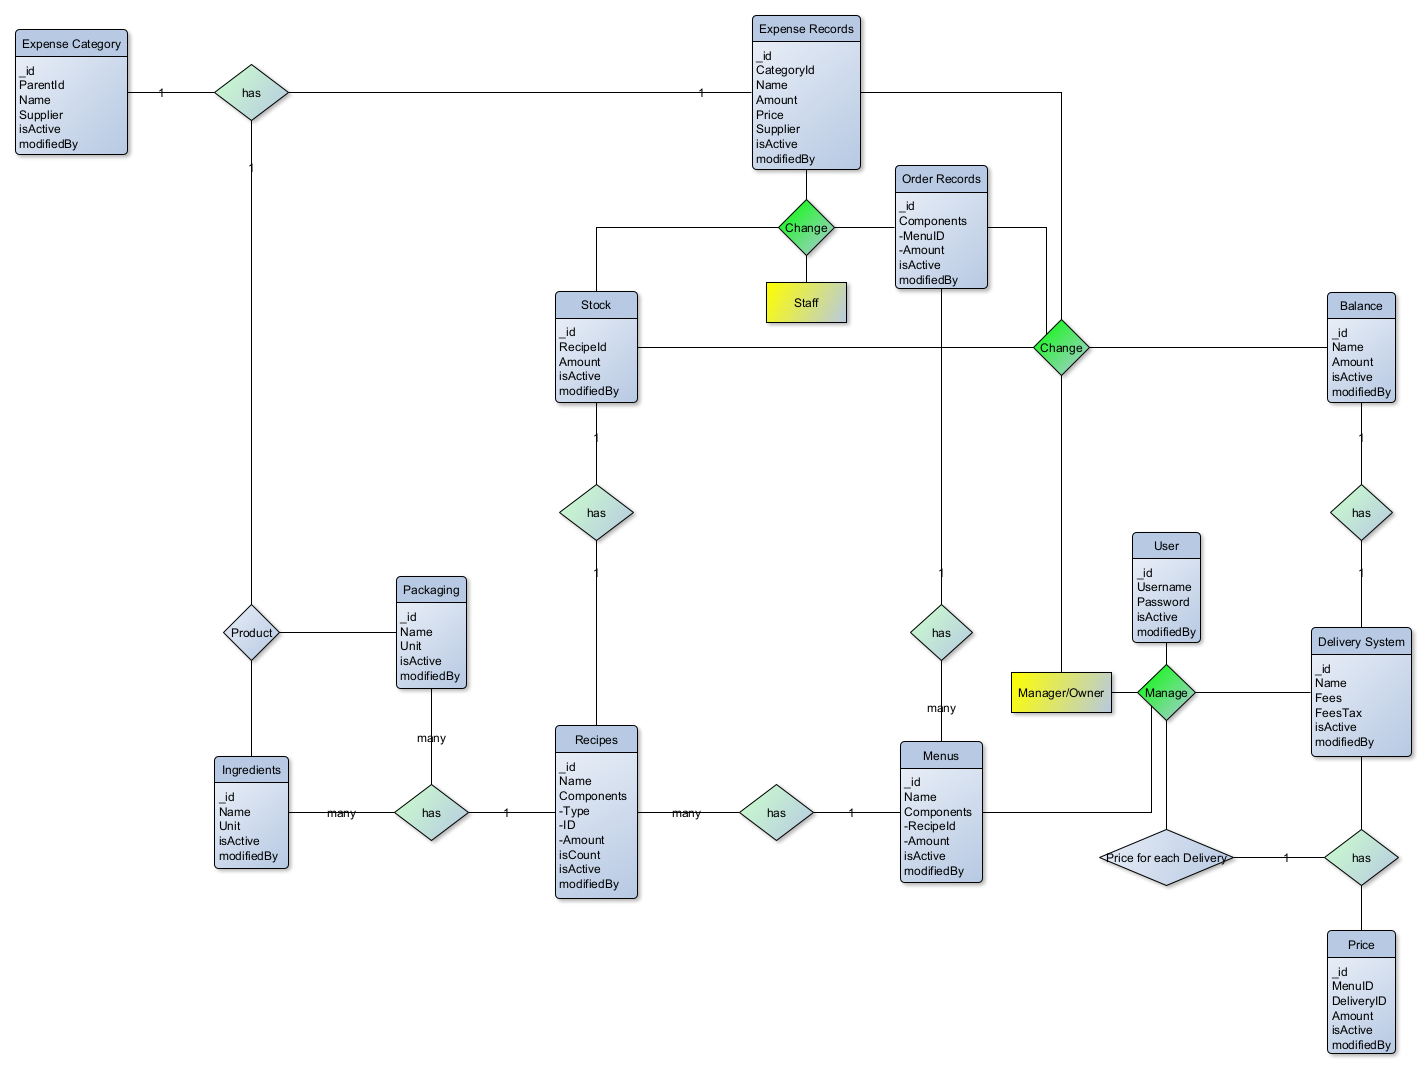 Expense Category
_id
ParentId
Name
Supplier
isActive
modifiedBy
1
has
1
1
Expense Records
_id
CategoryId
Name
Amount
Price
Supplier
isActive
modifiedBy
Order Records
_id
Components
-MenuID
-Amount
isActive
modifiedBy
Change
Staff
Stock
_id
RecipeId
Amount
isActive
modifiedBy
Change
Balance
_id
Name
Amount
isActive
modifiedBy
1
has
1
1
has
1
1
has
many
User
_id
Username
Password
isActive
modifiedBy
Packaging
_id
Name
Unit
isActive
modifiedBy
Product
Manager/Owner
Manage
Delivery System
_id
Name
Fees
FeesTax
isActive
modifiedBy
many
Ingredients
_id
Name
Unit
isActive
modifiedBy
many
has
1
Recipes
_id
Name
Components
-Type
-ID
-Amount
isCount
isActive
modifiedBy
many
has
1
Menus
_id
Name
Components
-RecipeId
-Amount
isActive
modifiedBy
Price for each Delivery
1
has
Price
_id
MenuID
DeliveryID
Amount
isActive
modifiedBy